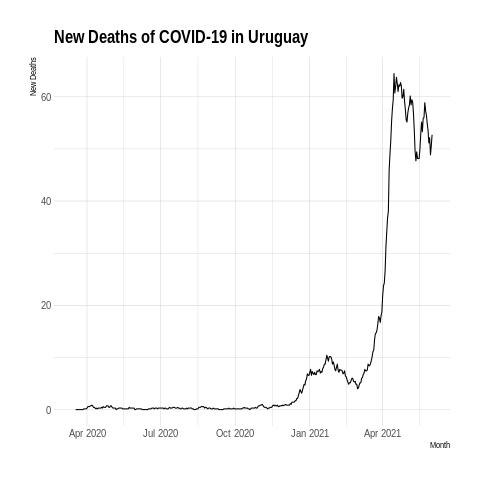 New Deaths of COVID-19 in Uruguay
New Deaths
60
40
20
0
Apr 2020 Jul 2020 Oct 2020 Jan 2021 Apr 2021
Month